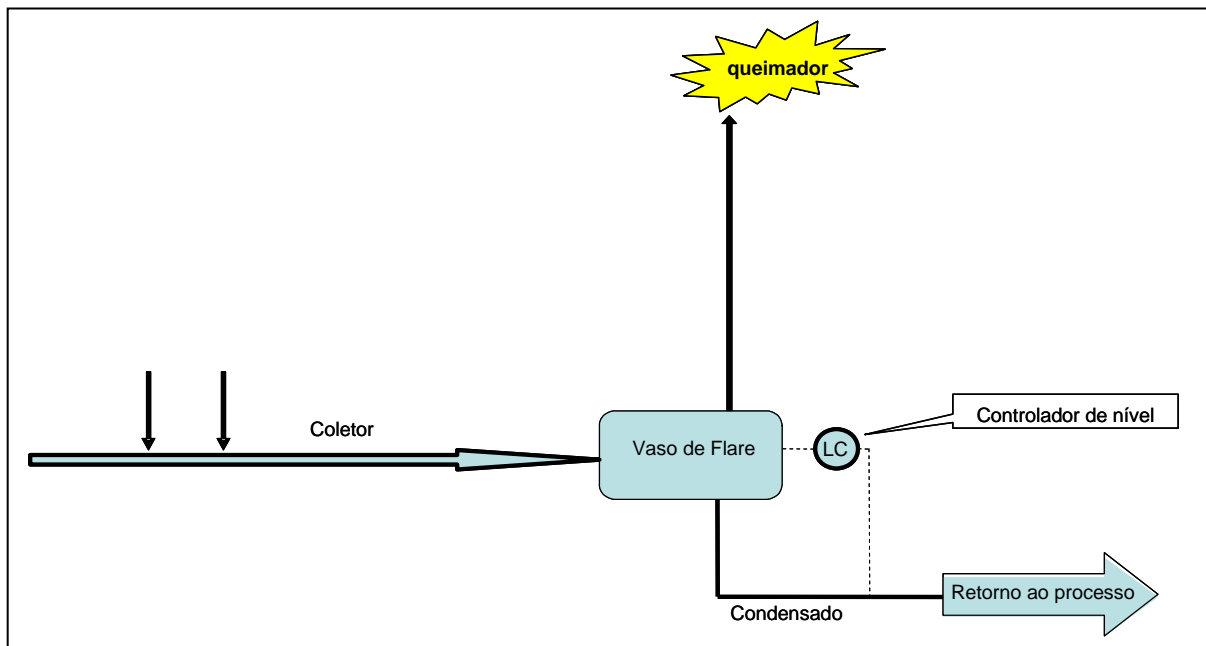 queimador
Coletor
Vaso de Flare
LC
Controlador de nível
Retorno ao processo
Condensado